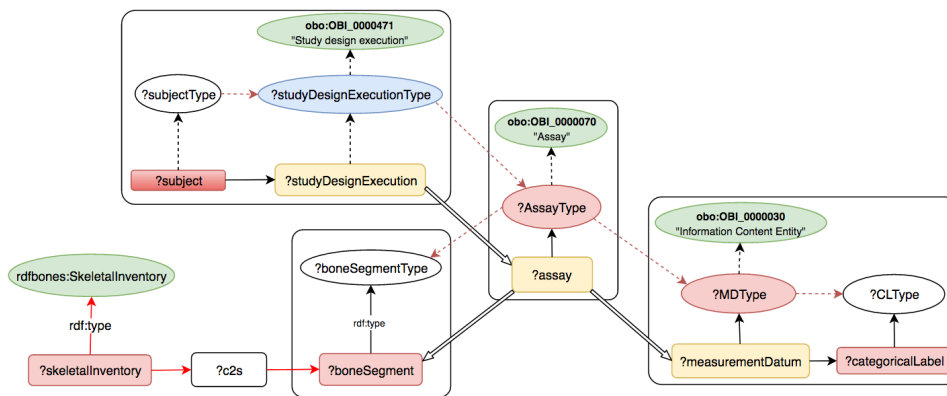 obo:OBI_0000471
"Study design execution"
?subjectType
?studyDesignExecutionType
?subject
?studyDesignExecution
obo:OBI_0000070
"Assay"
?AssayType
?assay
obo:OBI_0000030
"Information Content Entity"
?MDType
?CLType
?measurementDatum
?categoricalLabel
?boneSegmentType
rdf:type
?boneSegment
rdfbones:SkeletalInventory
rdf:type
?skeletalInventory
?c2s